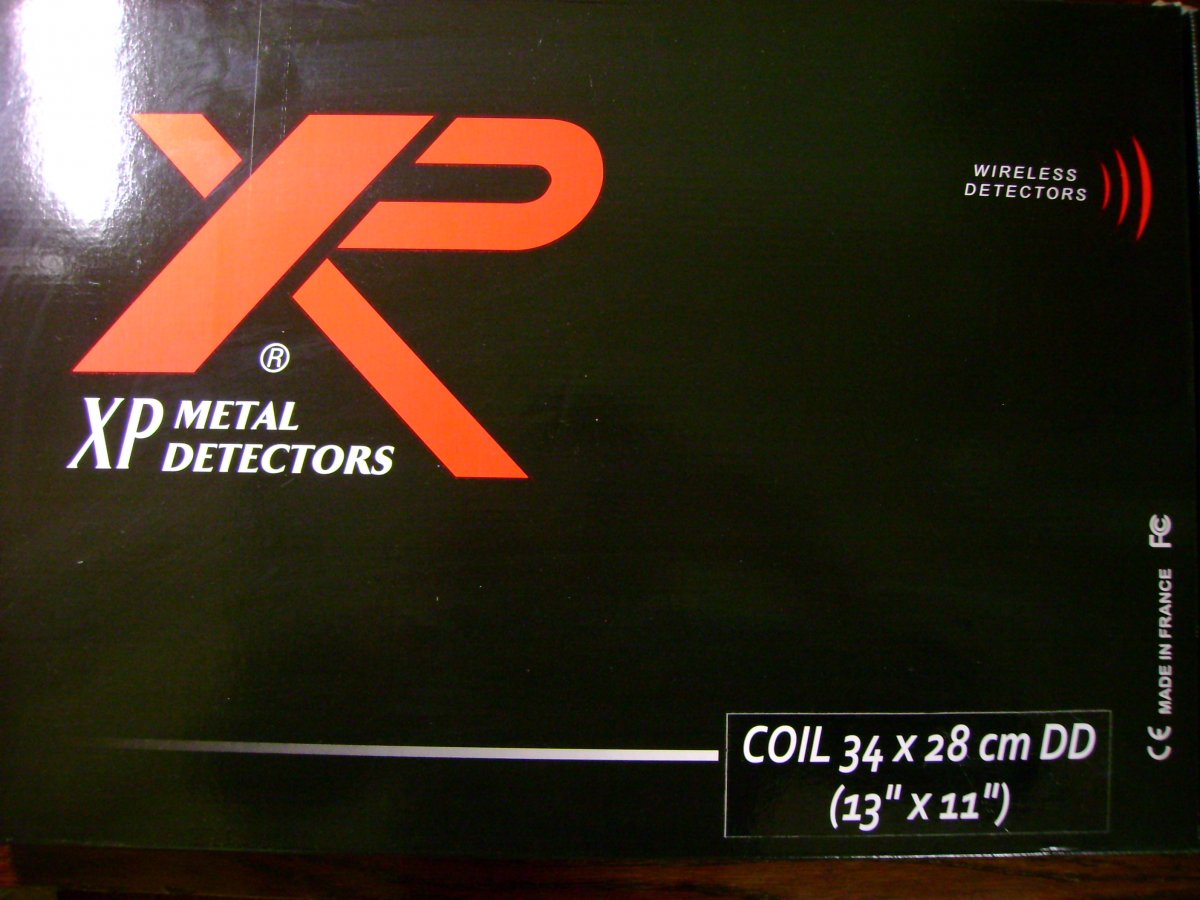 XP
®
XP METAL
DETECTORS
WIRELESS
DETECTORS
CE MADE IN FRANCE FC
COIL 34 x 28 cm DD
(13" x 11")